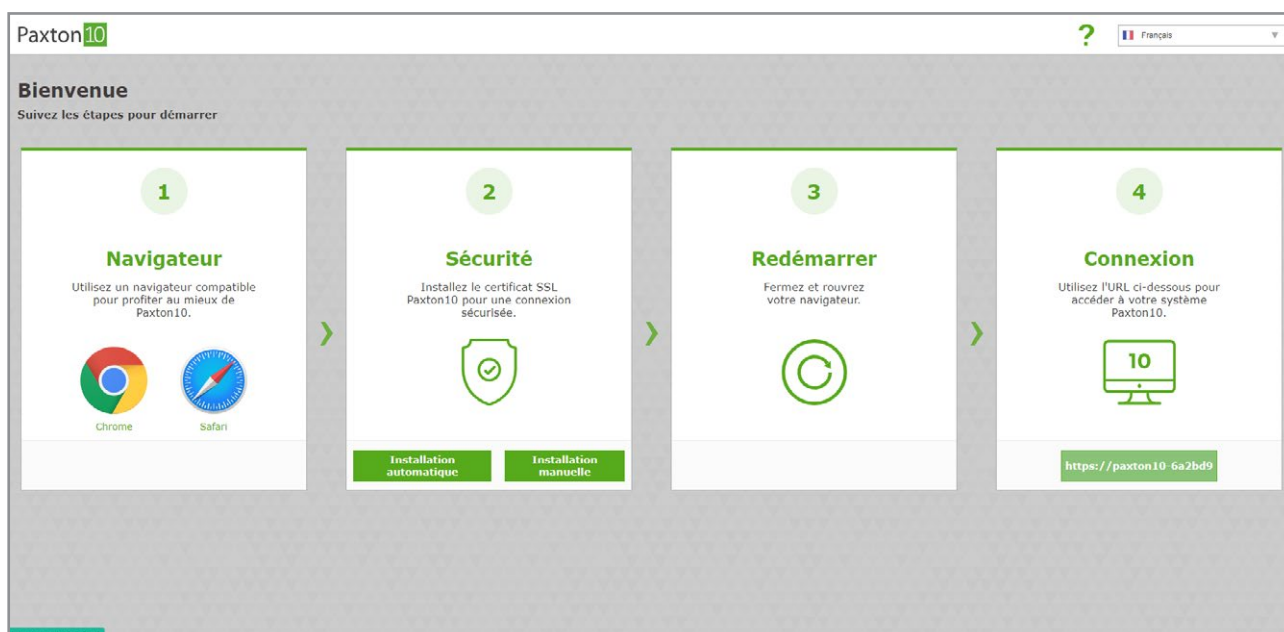 Paxton10
?
Français
Bienvenue
Suivez les étapes pour démarrer
1
Navigateur
Utilisez un navigateur compatible
pour profiter au mieux de
Paxton10.
Chrome
Safari
2
Sécurité
Installez le certificat SSL
Paxton10 pour une connexion
sécurisée.
Installation
automatique
Installation
manuelle
3
Redémarrer
Fermez et rouvrez
votre navigateur.
4
Connexion
Utilisez l'URL ci-dessous pour
accéder à votre système
Paxton10.
10
https://paxton10-6a2bd9